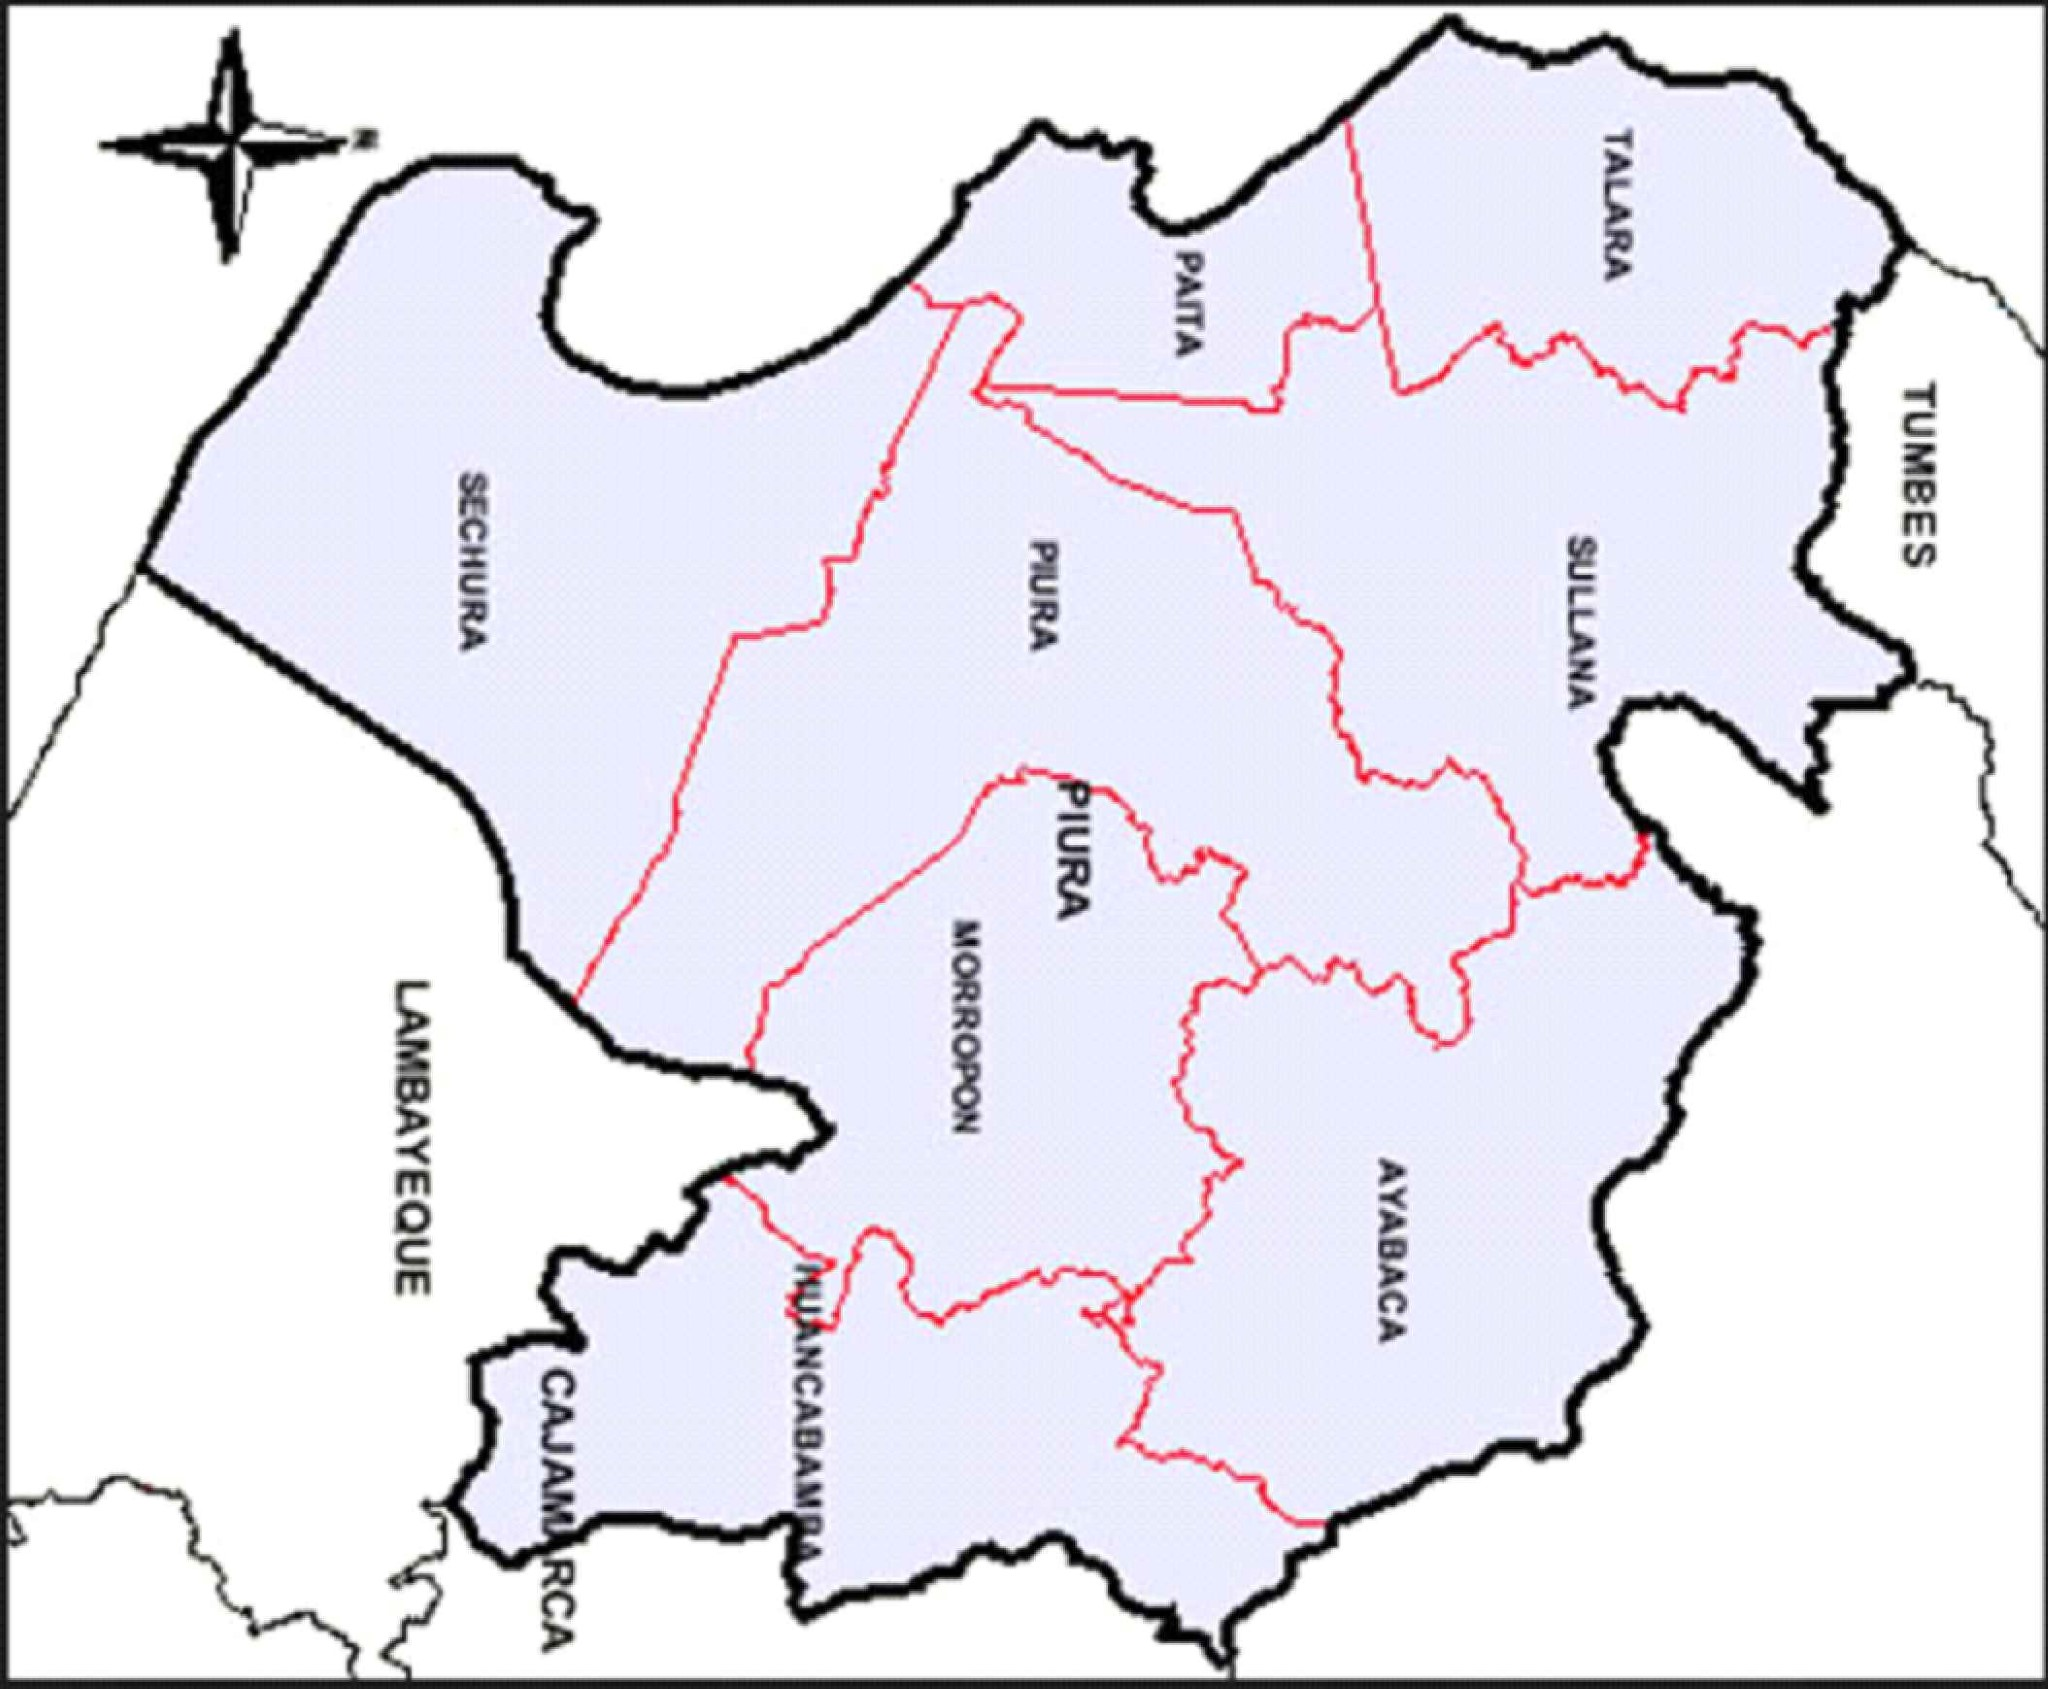 TUMBES
TALARA
SULLANA
AYABACA
PAITA
PIURA
PIURA
MORROPON
HUANCABAMBA
CAJAMARCA
SECHURA
LAMBAYEQUE
N